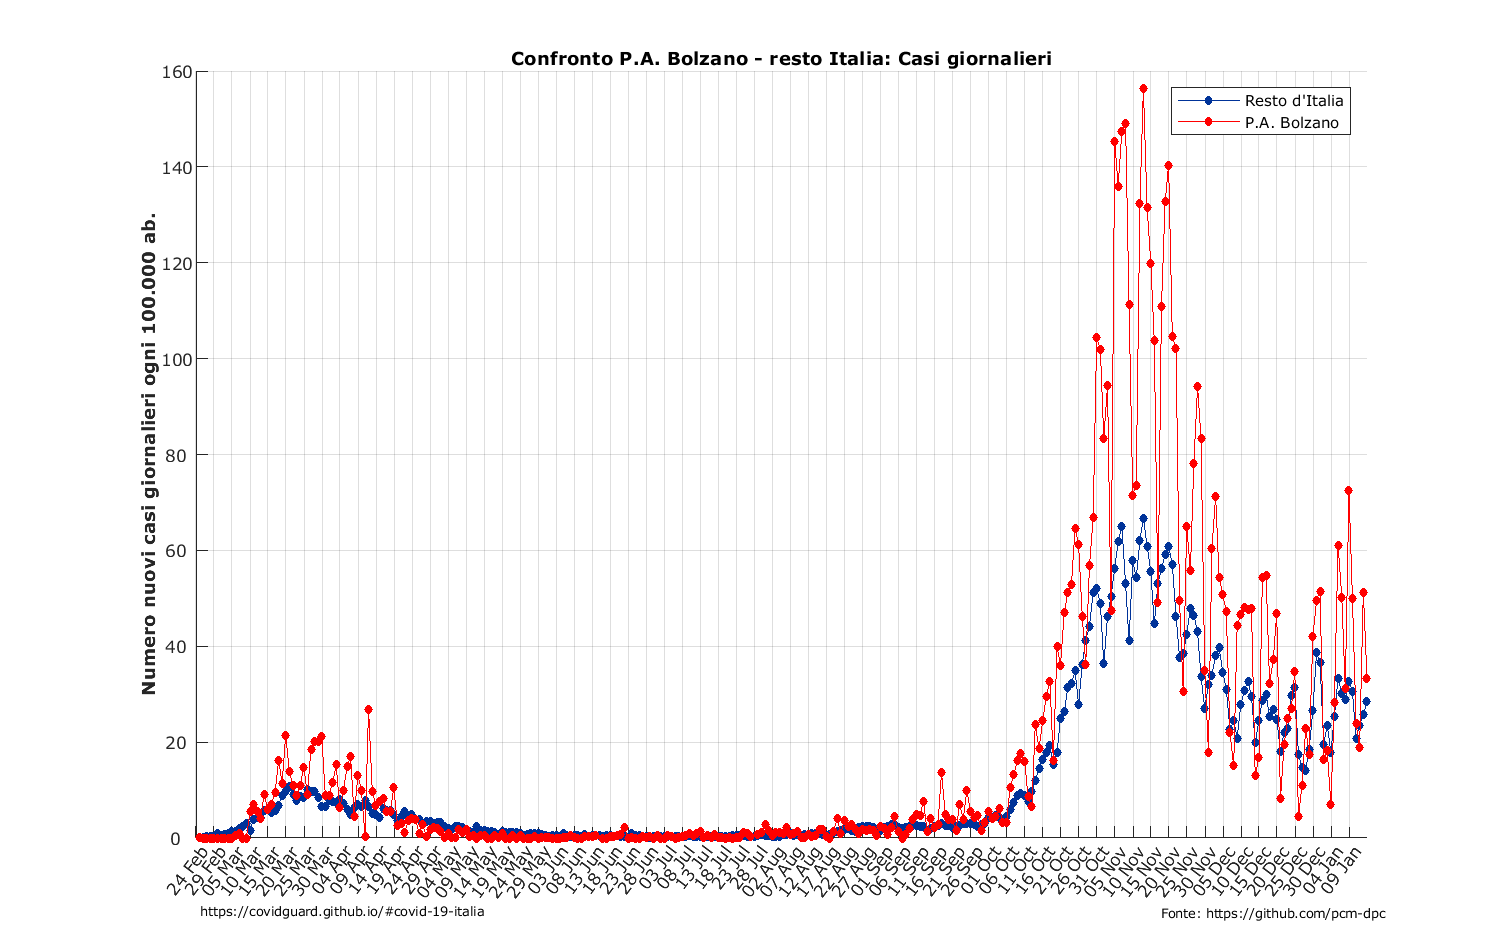 Confronto P.A. Bolzano - resto Italia: Casi giornalieri
Resto d'Italia
P.A. Bolzano
Numero nuovi casi giornalieri ogni 100.000 ab.
160
140
120
100
80
60
40
20
0
24 Feb
29 Feb
05 Mar
10 Mar
15 Mar
20 Mar
25 Mar
30 Mar
04 Apr
09 Apr
14 Apr
19 Apr
24 Apr
29 Apr
04 May
09 May
14 May
19 May
24 May
29 May
03 Jun
08 Jun
13 Jun
18 Jun
23 Jun
28 Jun
03 Jul
08 Jul
13 Jul
18 Jul
23 Jul
28 Jul
02 Aug
07 Aug
12 Aug
17 Aug
22 Aug
27 Aug
01 Sep
06 Sep
11 Sep
16 Sep
21 Sep
26 Sep
01 Oct
06 Oct
11 Oct
16 Oct
21 Oct
26 Oct
31 Oct
05 Nov
10 Nov
15 Nov
20 Nov
25 Nov
30 Nov
05 Dec
10 Dec
15 Dec
20 Dec
25 Dec
30 Dec
04 Jan
09 Jan
https://covidguard.github.io/#covid-19-italia
Fonte: https://github.com/pcm-dpc